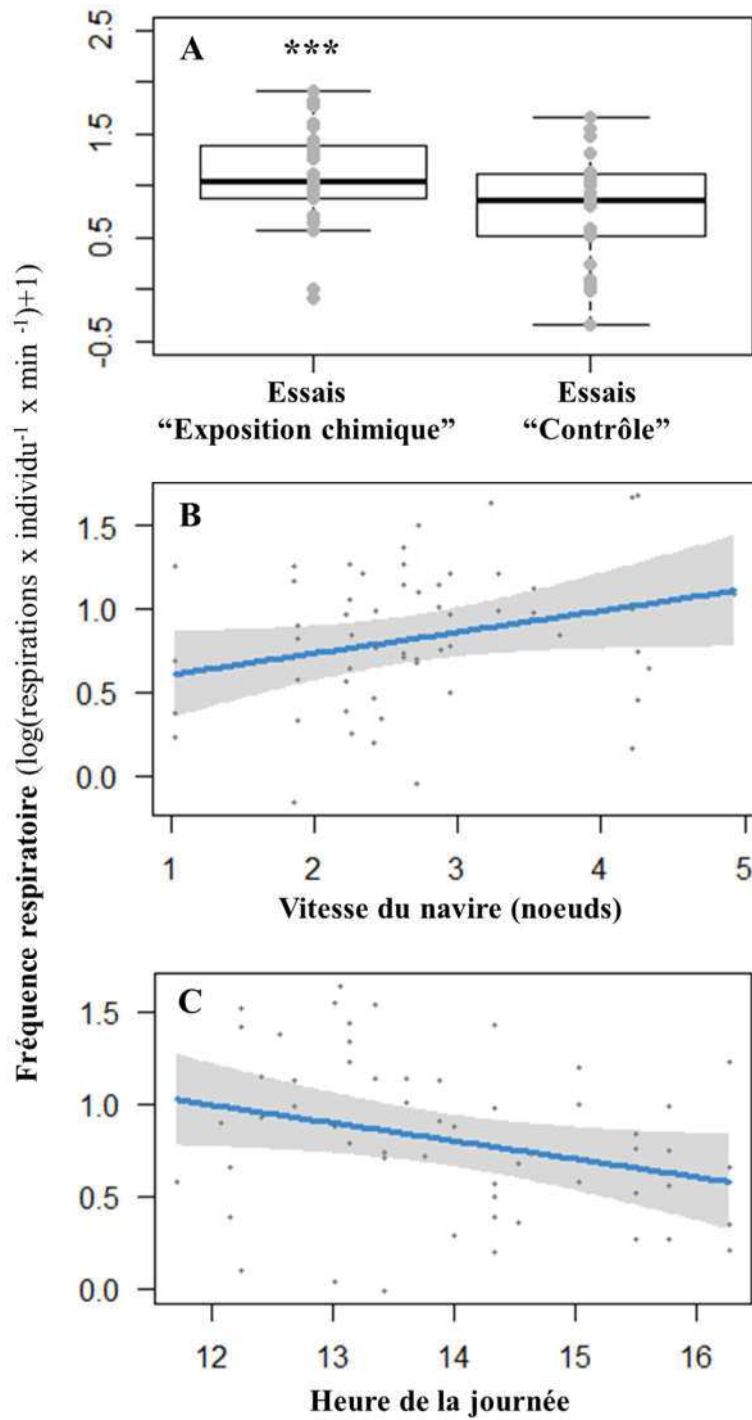 Fréquence respiratoire (log(respirations x individu⁻¹ x min ⁻¹)+1)
A
***
2.5
1.5
0.5
-0.5
Essais
“Exposition chimique”
Essais
“Contrôle”
B
1.5
1.0
0.5
0.0
1 2 3 4 5
Vitesse du navire (noeuds)
C
1.5
1.0
0.5
0.0
12 13 14 15 16
Heure de la journée